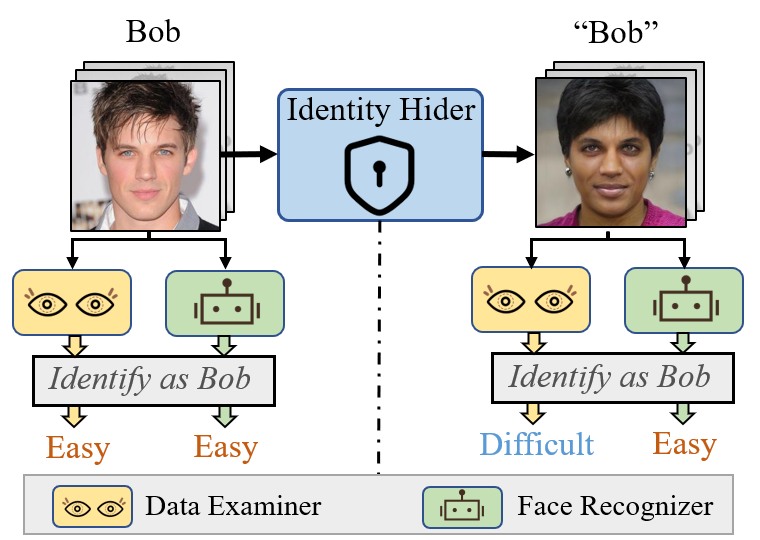 Bob
“Bob”
Identity Hider
Identify as Bob
Identify as Bob
Easy
Easy
Difficult
Easy
Data Examiner
Face Recognizer